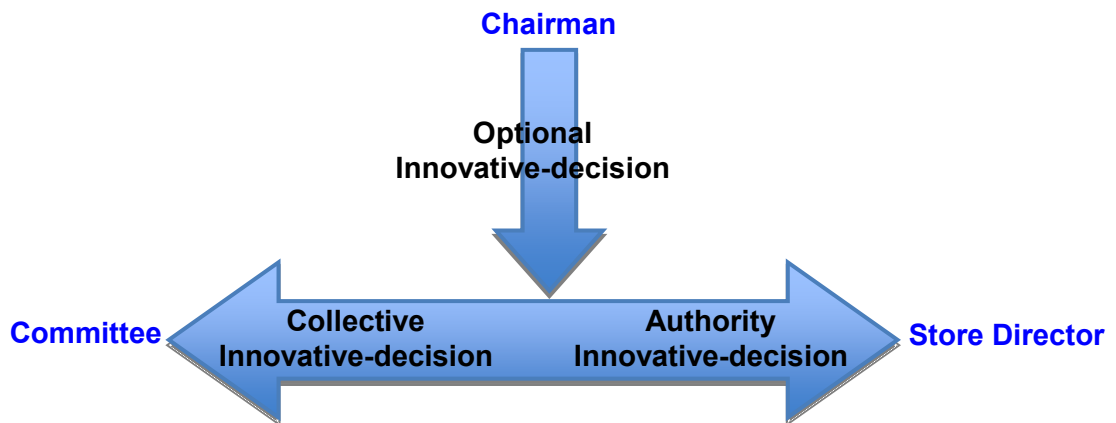 Chairman
Optional
Innovative-decision
Committee
Collective
Innovative-decision
Authority
Innovative-decision
Store Director